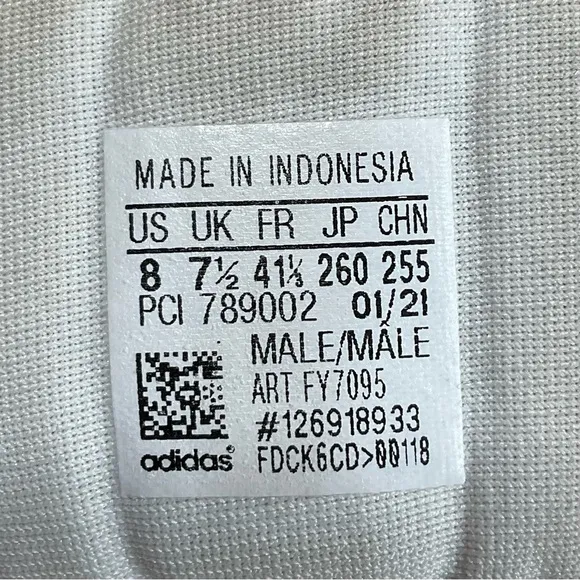 MADE IN INDONESIA
US UK FR JP CHN
8 7½ 41⅓ 260 255
PCI 789002 01/21
MALE/MÂLE
ART FY7095
#126918933
adidas FDCK6CD>00118